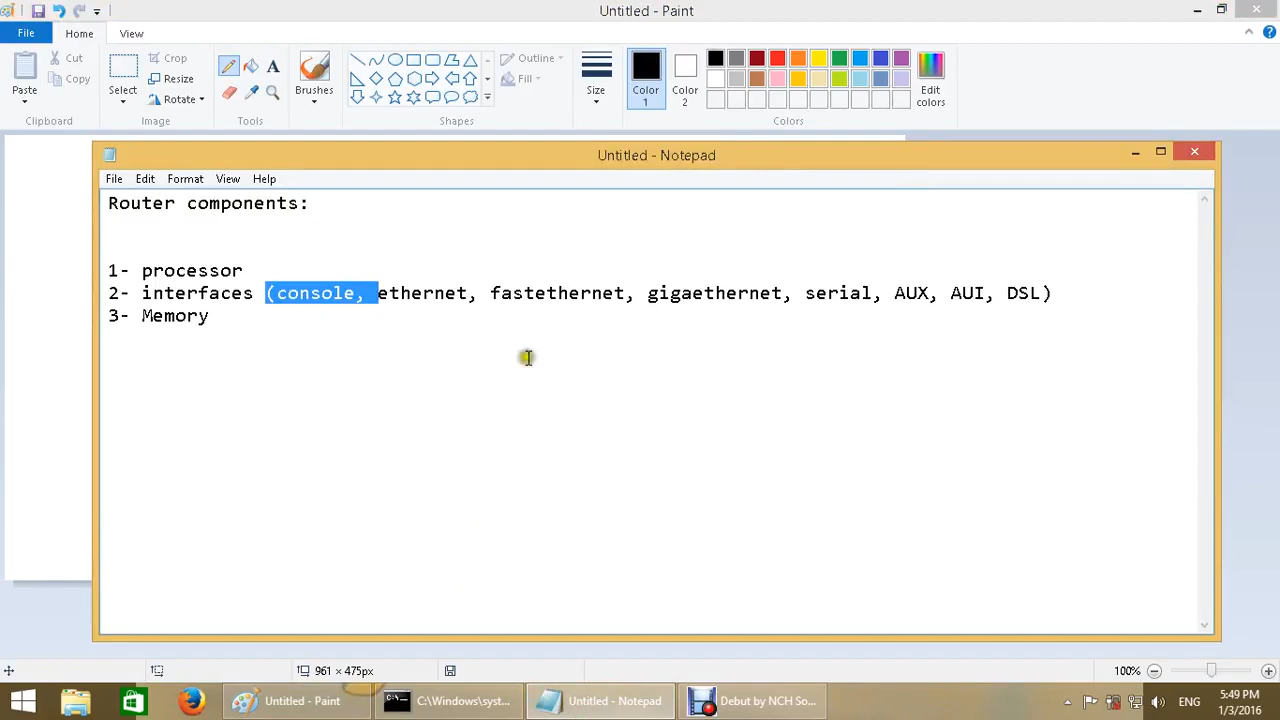 Untitled - Paint
File Home View
Paste
Cut
Copy
Clipboard
Select
Crop
Resize
Rotate
Image
A
Tools
Brushes
Outline
Fill
Shapes
Size
Color 1
Color 2
Edit colors
Colors
Untitled - Notepad
File Edit Format View Help
Router components:
1- processor
2- interfaces (console, ethernet, fastethernet, gigaethernet, serial, AUX, AUI, DSL)
3- Memory
961 × 475px
100%
Untitled - Paint
C:\Windows\syst...
Untitled - Notepad
Debut by NCH So...
ENG
5:49 PM
1/3/2016